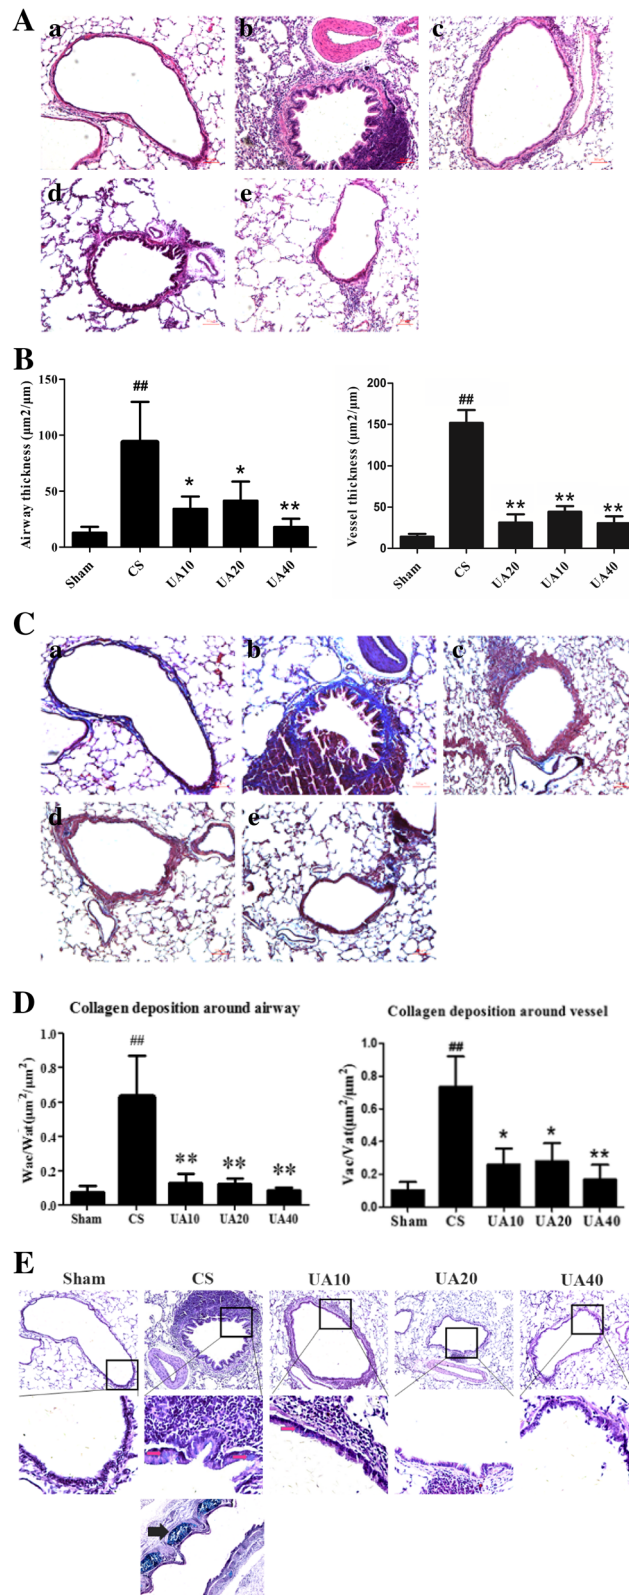 A
a
b
c
d
e
B
Airway thickness (μm2/μm)
150
100
50
0
##
*
*
**
Sham
CS
UA10
UA20
UA40
Vessel thickness (μm2/μm)
200
150
100
50
0
##
**
**
**
Sham
CS
UA20
UA10
UA40
C
a
b
c
d
e
D
Collagen deposition around airway
Wac/Wat(μm²/μm²)
1.0
0.8
0.6
0.4
0.2
0.0
##
**
**
**
Sham
CS
UA10
UA20
UA40
Collagen deposition around vessel
Vac/Vat(μm²/μm²)
1.0
0.8
0.6
0.4
0.2
0.0
##
*
*
**
Sham
CS
UA10
UA20
UA40
E
Sham
CS
UA10
UA20
UA40